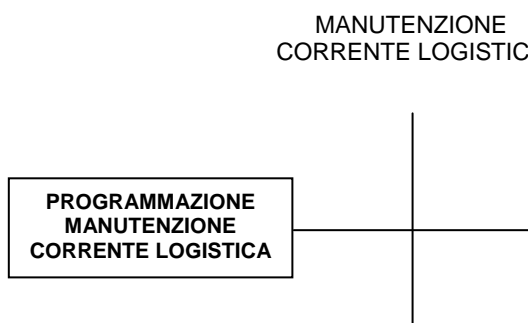 MANUTENZIONE
CORRENTE LOGISTIC
PROGRAMMAZIONE
MANUTENZIONE
CORRENTE LOGISTICA